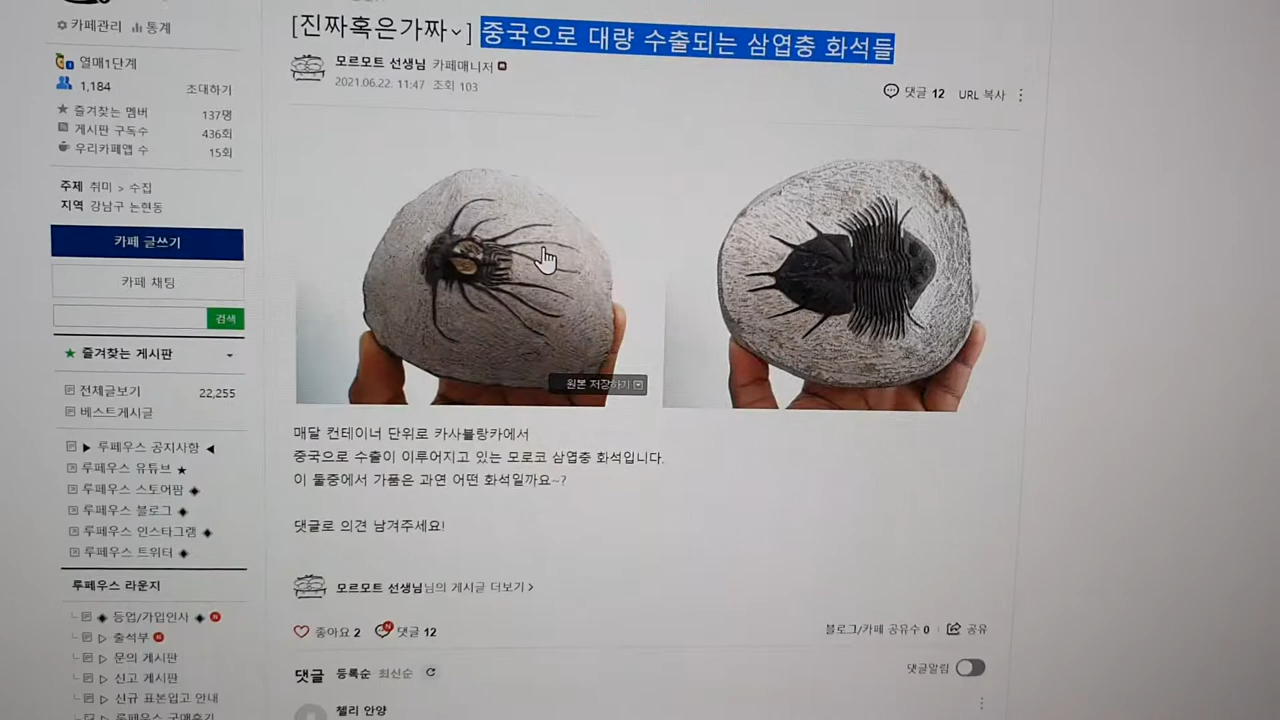 카페관리 통계
열매1단계
1,184 초대하기
즐겨찾는 멤버 137명
게시판 구독수 436회
우리카페앱 수 15회
주제 취미 > 수집
지역 강남구 논현동
카페 글쓰기
카페 채팅
검색
★ 즐겨찾는 게시판
전체글보기 22,255
베스트게시글
▶ 루페우스 공지사항 ◀
루페우스 유튜브 ★
루페우스 스토어팜 ◆
루페우스 블로그 ◆
루페우스 인스타그램 ◆
루페우스 트위터 ◆
루페우스 라운지
◆ 등업/가입인사 ◆ N
▷ 출석부 N
▷ 문의 게시판
▷ 신고 게시판
▷ 신규 표본입고 안내
▷ 루페우스 구매후기
[진짜혹은가짜~] 중국으로 대량 수출되는 삼엽충 화석들
모르모트 선생님 카페매니저
2021.06.22. 11:47 조회 103
댓글 12 URL 복사
원본 저장하기
매달 컨테이너 단위로 카사블랑카에서
중국으로 수출이 이루어지고 있는 모로코 삼엽충 화석입니다.
이 둘중에서 가품은 과연 어떤 화석일까요~?
댓글로 의견 남겨주세요!
모르모트 선생님님의 게시글 더보기 >
좋아요 2 N 댓글 12
블로그/카페 공유수 0 공유
댓글 등록순 최신순
댓글알림
첼리 안양